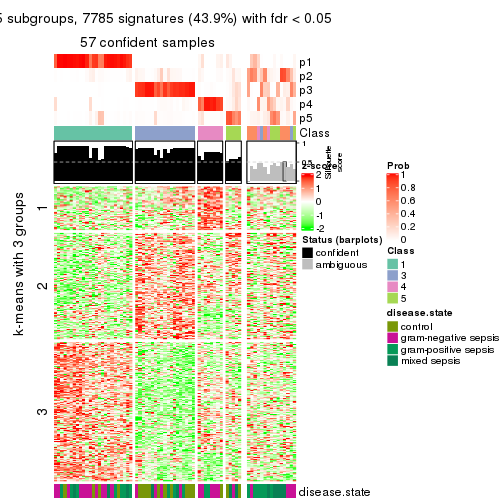 5 subgroups, 7785 signatures (43.9%) with fdr < 0.05
57 confident samples
p1
p2
p3
p4
p5
Class
1
0.5
Silhouette
score
z-score
2
1
0
-1
-2
Status (barplots)
confident
ambiguous
Prob
1
0.8
0.6
0.4
0.2
0
Class
1
3
4
5
disease.state
control
gram-negative sepsis
gram-positive sepsis
mixed sepsis
k-means with 3 groups
1
2
3
disease.state